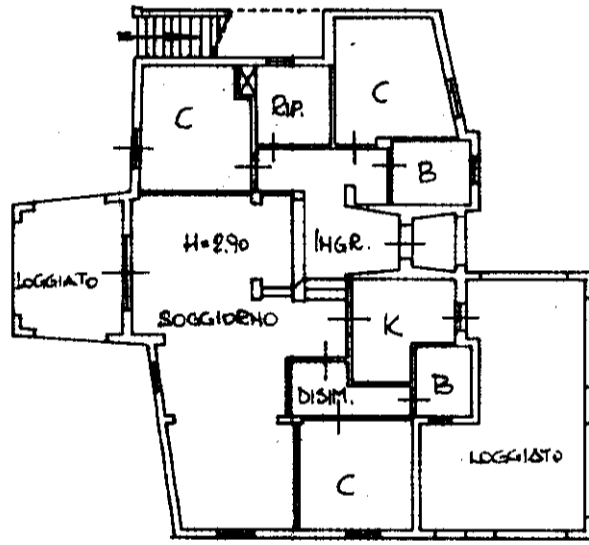 C
RIP.
C
B
H=2.90
INGR.
LOGGIATO
SOGGIORNO
K
DISIM.
B
LOGGIATO
C